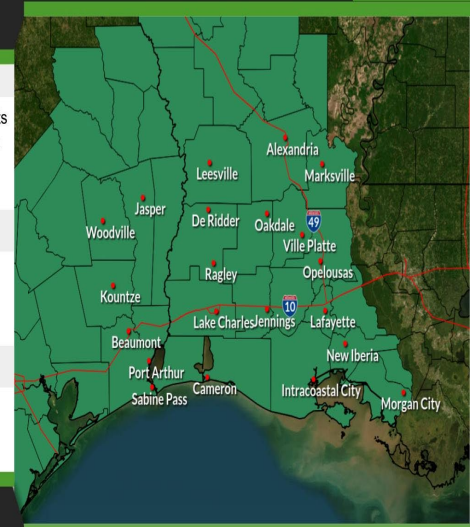 ts
Alexandria
Leesville
Marksville
Jasper
De Ridder
Oakdale
49
Woodville
Ville Platte
Ragley
Opelousas
Kountze
10
Lake Charles
Jennings
Lafayette
Beaumont
New Iberia
Port Arthur
Cameron
Intracoastal City
Sabine Pass
Morgan City